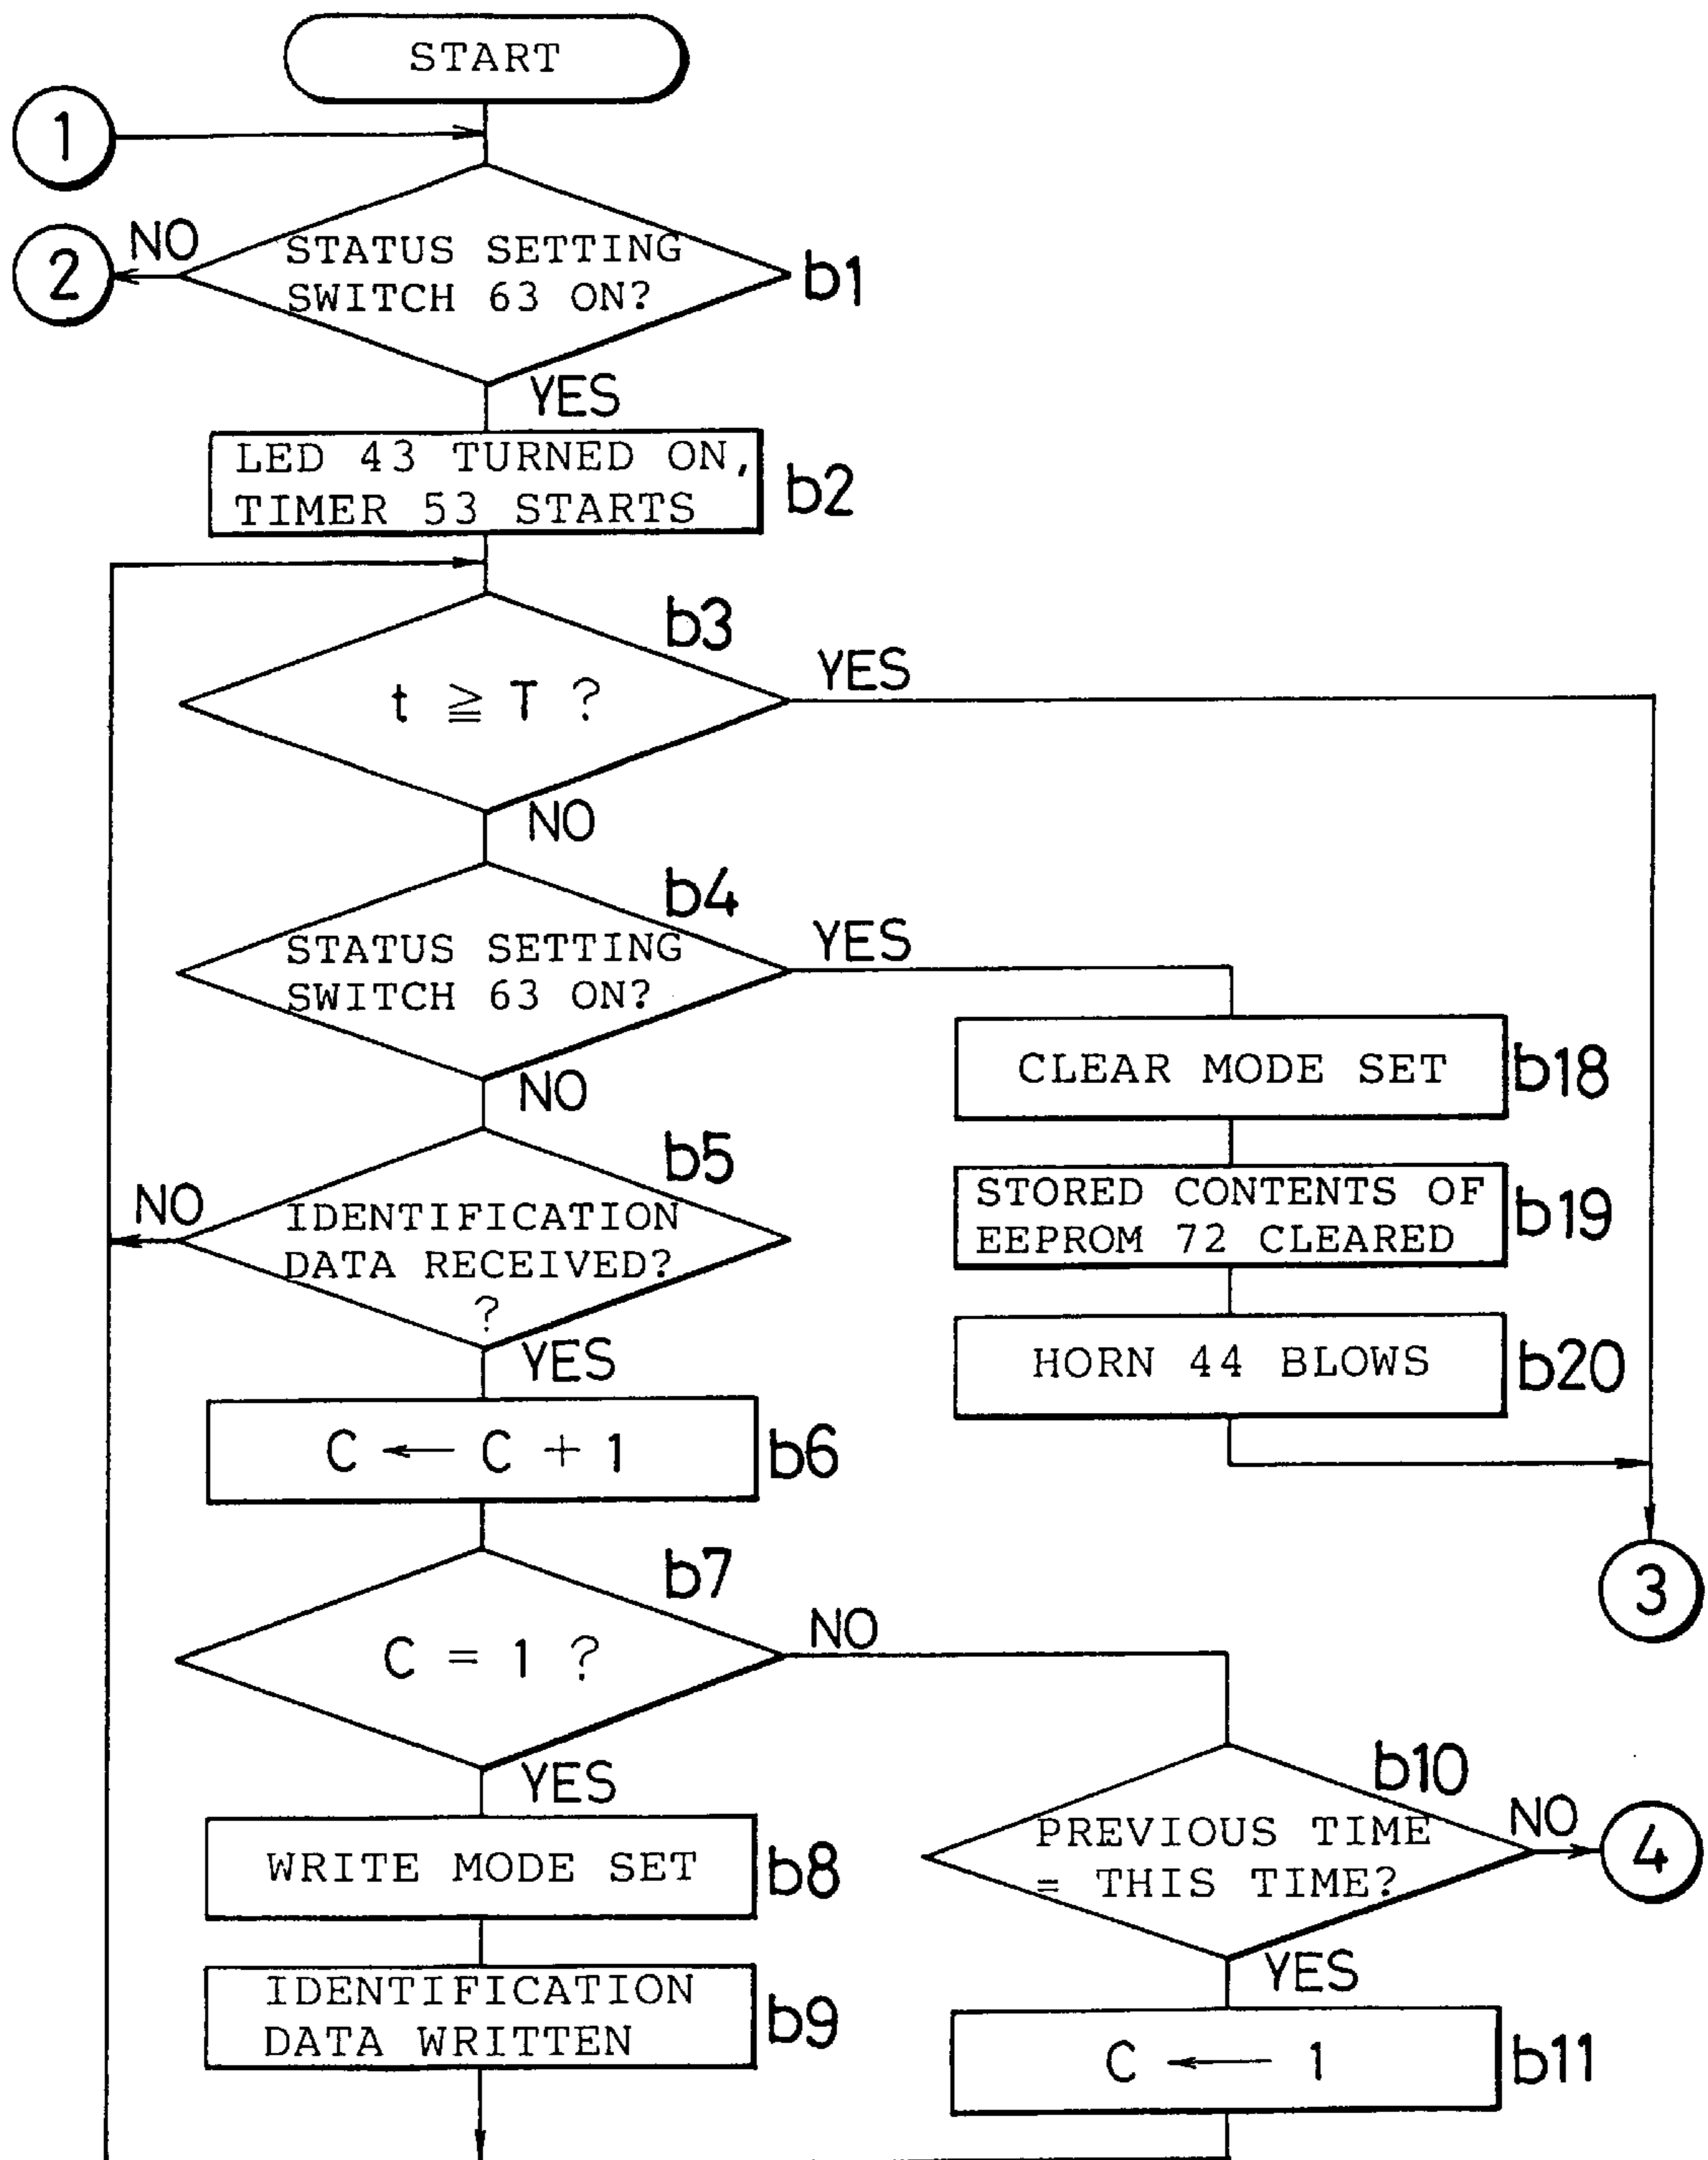 START
1
2
NO
STATUS SETTING
SWITCH 63 ON?
b1
YES
LED 43 TURNED ON,
TIMER 53 STARTS
b2
b3
t ≧ T ?
YES
NO
b4
STATUS SETTING
SWITCH 63 ON?
YES
NO
CLEAR MODE SET
b18
b5
NO
IDENTIFICATION
DATA RECEIVED?
?
YES
STORED CONTENTS OF
EEPROM 72 CLEARED
b19
HORN 44 BLOWS
b20
C ← C + 1
b6
3
b7
C = 1 ?
NO
YES
b10
PREVIOUS TIME
= THIS TIME?
NO
4
YES
WRITE MODE SET
b8
IDENTIFICATION
DATA WRITTEN
b9
C ← 1
b11